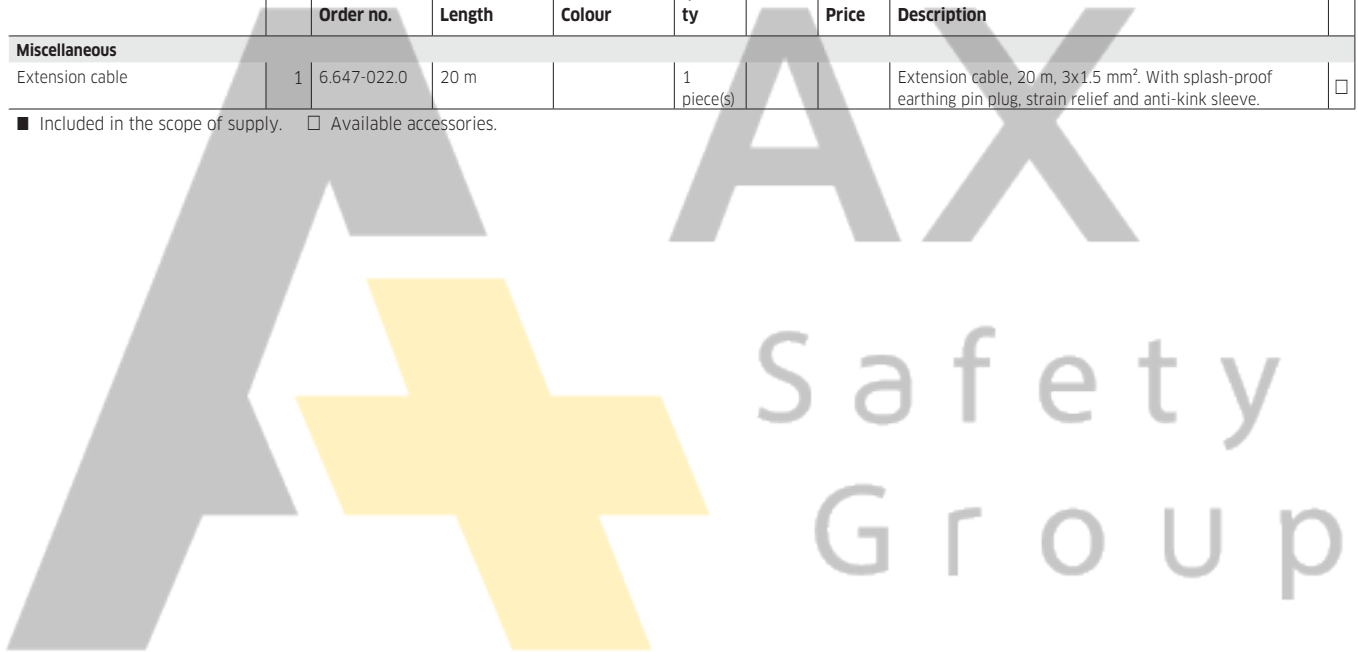 Order no. Length Colour ty Price Description
Miscellaneous
Extension cable 1 6.647-022.0 20 m 1 Extension cable, 20 m, 3x1.5 mm². With splash-proof □
piece(s) earthing pin plug, strain relief and anti-kink sleeve.
■ Included in the scope of supply. □ Available accessories.
AX
A+
Safety
Group